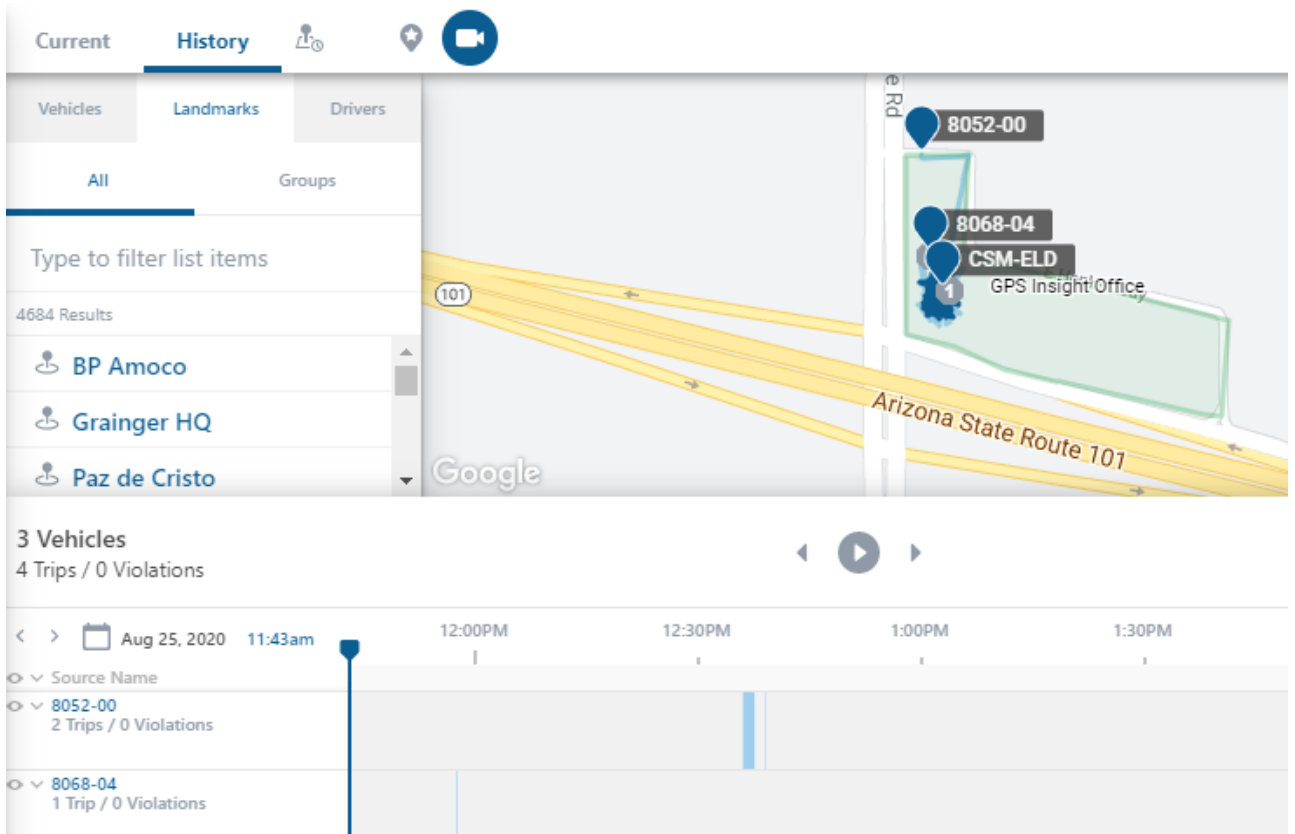 Current
History
Vehicles
Landmarks
Drivers
All
Groups
Type to filter list items
4684 Results
BP Amoco
Grainger HQ
Paz de Cristo
Rd
8052-00
8068-04
CSM-ELD
1
GPS Insight Office
101
Arizona State Route 101
Google
3 Vehicles
4 Trips / 0 Violations
Aug 25, 2020 11:43am
12:00PM
12:30PM
1:00PM
1:30PM
Source Name
8052-00
2 Trips / 0 Violations
8068-04
1 Trip / 0 Violations